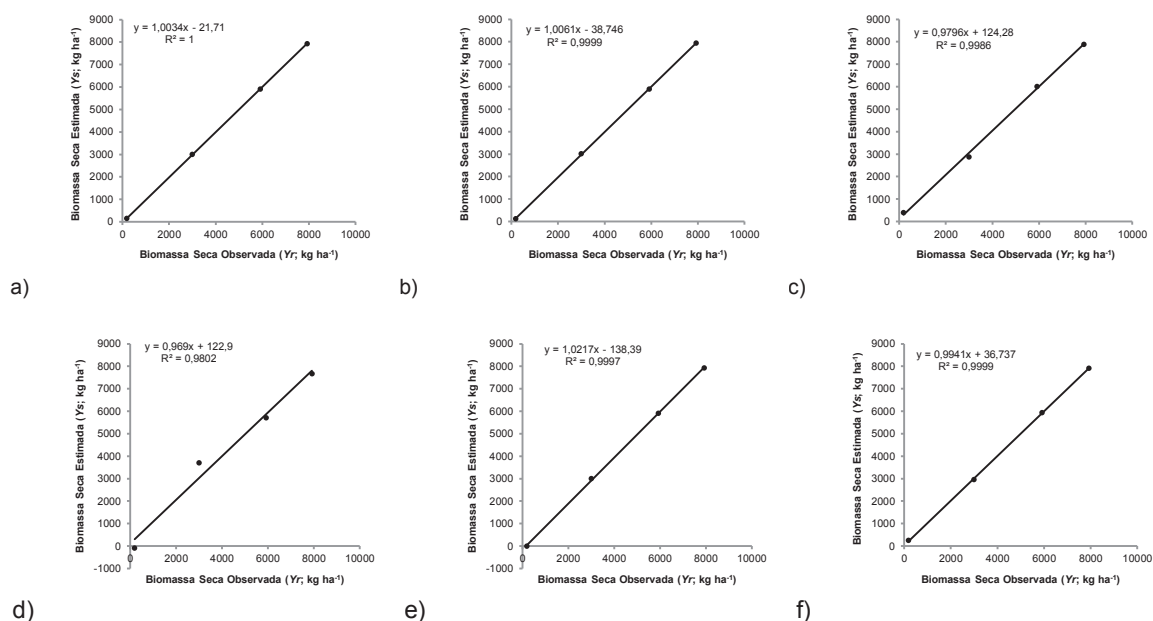 y = 1,0034x - 21,71
R² = 1
Biomassa Seca Estimada (Ys; kg ha⁻¹)
9000
8000
7000
6000
5000
4000
3000
2000
1000
0
0 2000 4000 6000 8000 10000
Biomassa Seca Observada (Yr; kg ha⁻¹)
a)
y = 1,0061x - 38,746
R² = 0,9999
Biomassa Seca Estimada (Ys; kg ha⁻¹)
9000
8000
7000
6000
5000
4000
3000
2000
1000
0
0 2000 4000 6000 8000 10000
Biomassa Seca Observada (Yr; kg ha⁻¹)
b)
y = 0,9796x + 124,28
R² = 0,9986
Biomassa Seca Estimada (Ys; kg ha⁻¹)
9000
8000
7000
6000
5000
4000
3000
2000
1000
0
0 2000 4000 6000 8000 10000
Biomassa Seca Observada (Yr; kg ha⁻¹)
c)
y = 0,969x + 122,9
R² = 0,9802
Biomassa Seca Estimada (Ys; kg ha⁻¹)
9000
8000
7000
6000
5000
4000
3000
2000
1000
0
-1000
0 2000 4000 6000 8000 10000
Biomassa Seca Observada (Yr; kg ha⁻¹)
d)
y = 1,0217x - 138,39
R² = 0,9997
Biomassa Seca Estimada (Ys; kg ha⁻¹)
9000
8000
7000
6000
5000
4000
3000
2000
1000
0
-1000
0 2000 4000 6000 8000 10000
Biomassa Seca Observada (Yr; kg ha⁻¹)
e)
y = 0,9941x + 36,737
R² = 0,9999
Biomassa Seca Estimada (Ys; kg ha⁻¹)
9000
8000
7000
6000
5000
4000
3000
2000
1000
0
0 2000 4000 6000 8000 10000
Biomassa Seca Observada (Yr; kg ha⁻¹)
f)